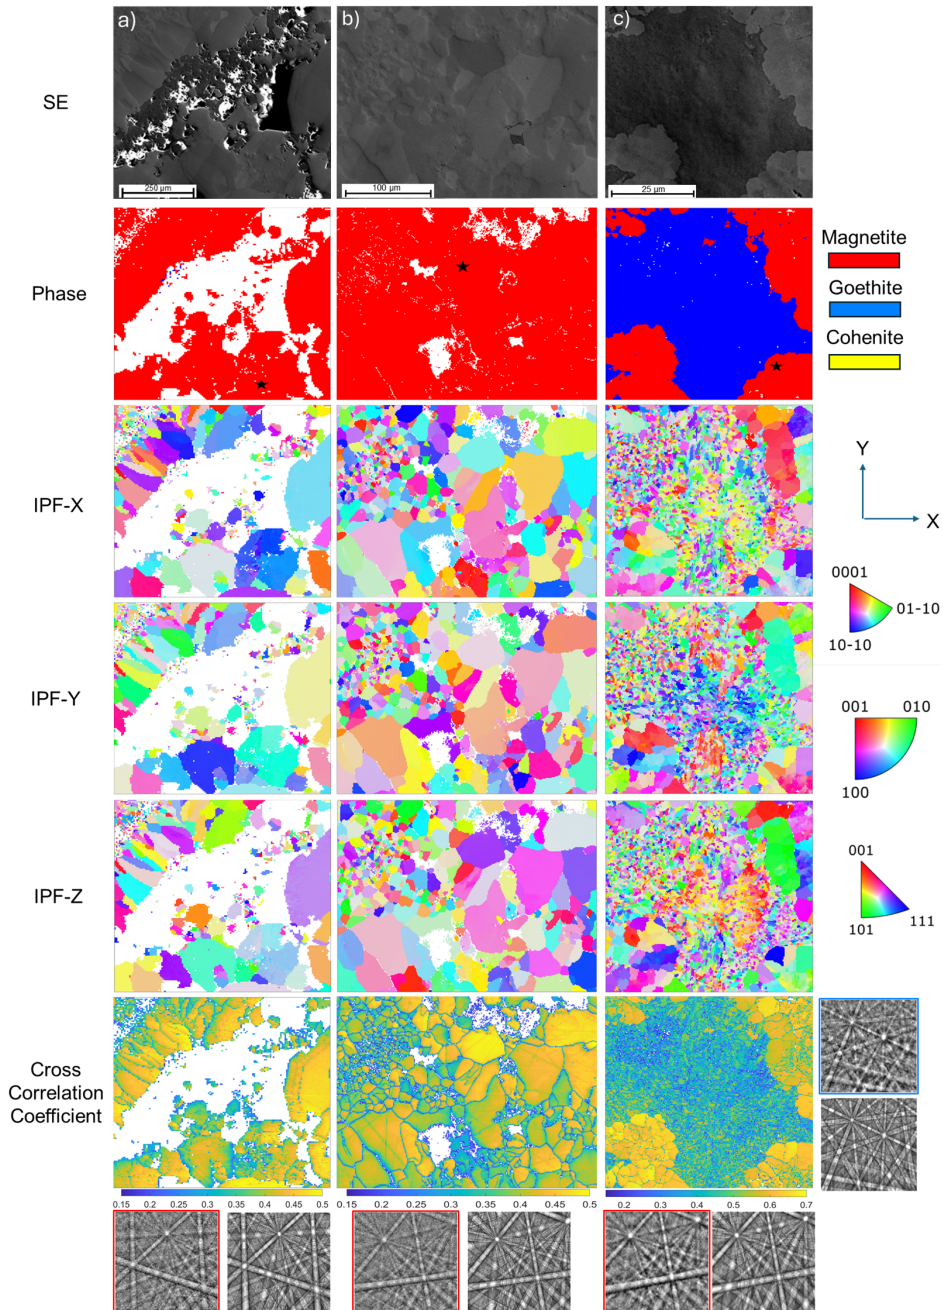 a)
b)
c)
SE
250 µm
100 µm
25 µm
Phase
Magnetite
Goethite
Cohenite
IPF-X
Y
X
0001
01-10
10-10
IPF-Y
001
010
100
IPF-Z
001
101
111
Cross
Correlation
Coefficient
0.15 0.2 0.25 0.3 0.35 0.4 0.45 0.5
0.15 0.2 0.25 0.3 0.35 0.4 0.45 0.5
0.2 0.3 0.4 0.5 0.6 0.7